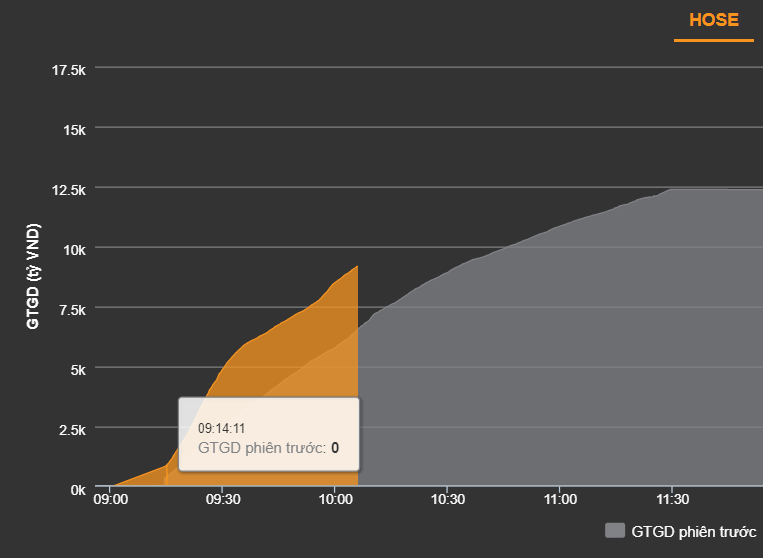 HOSE
17.5k
15k
12.5k
10k
7.5k
5k
2.5k
0k
GTGD (tỷ VND)
09:14:11
GTGD phiên trước: 0
09:00 09:30 10:00 10:30 11:00 11:30
GTGD phiên trước